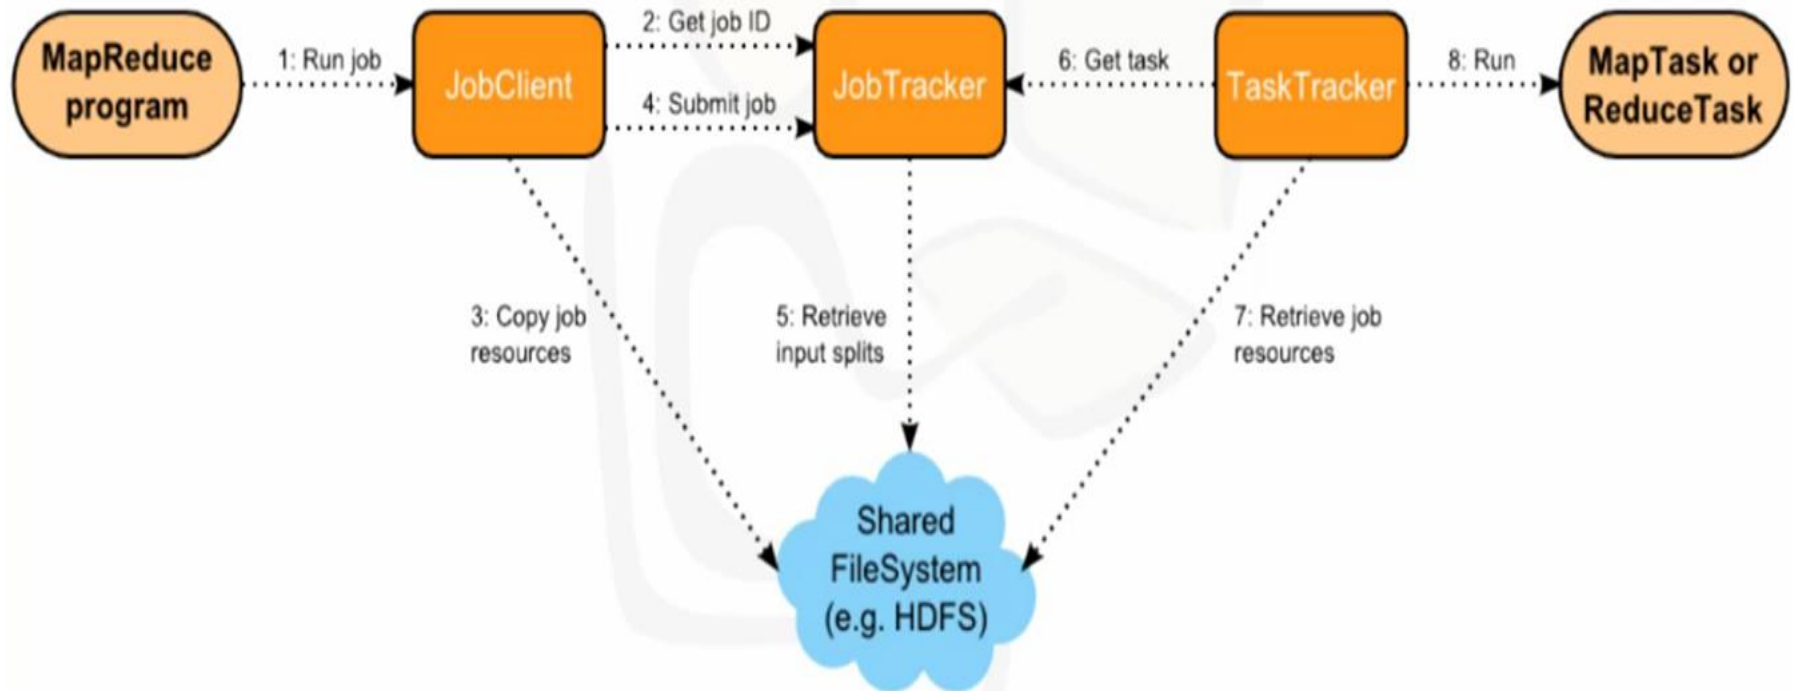 MapReduce
program
1: Run job
JobClient
2: Get job ID
4: Submit job
JobTracker
6: Get task
TaskTracker
8: Run
MapTask or
ReduceTask
3: Copy job
resources
5: Retrieve
input splits
7: Retrieve job
resources
Shared
FileSystem
(e.g. HDFS)